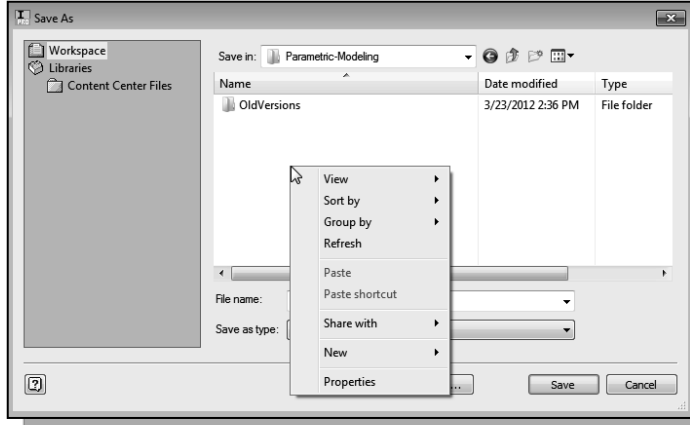 Save As
Workspace
Libraries
Content Center Files
Save in: Parametric-Modeling
Name Date modified Type
OldVersions 3/23/2012 2:36 PM File folder
View
Sort by
Group by
Refresh
Paste
Paste shortcut
Share with
New
Properties
File name:
Save as type:
...
Save Cancel